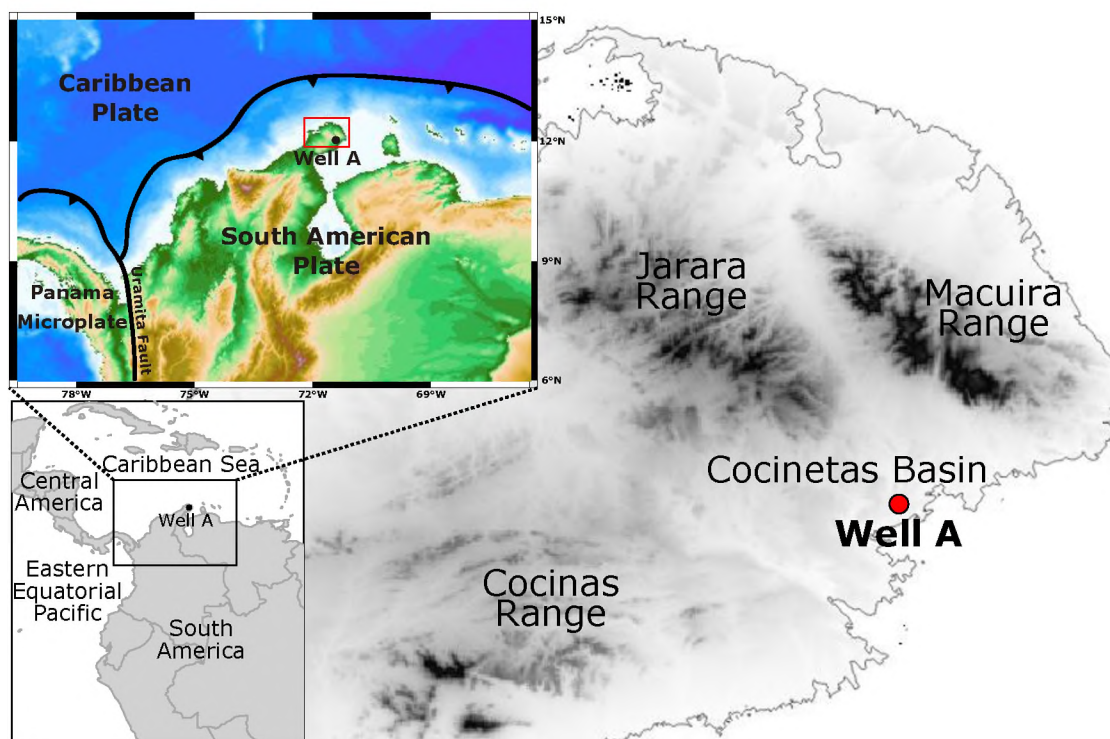 15°N
Caribbean
Plate
12°N
Well A
South American
Plate
9°N
Panama
Microplate
Uramita Fault
6°N
78°W
75°W
72°W
69°W
Caribbean Sea
Central
America
Well A
Eastern
Equatorial
Pacific
South
America
Jarara
Range
Macuira
Range
Cocinetas Basin
Well A
Cocinas
Range